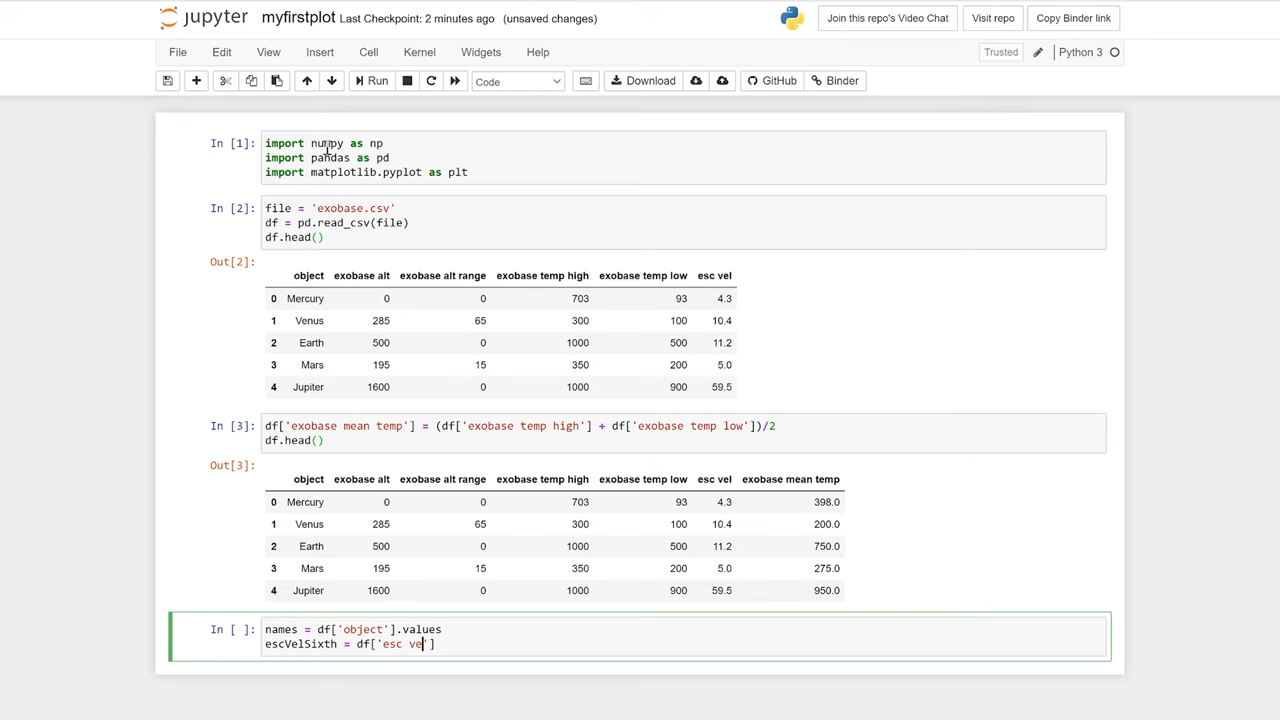 jupyter myfirstplot Last Checkpoint: 2 minutes ago (unsaved changes) Join this repo's Video Chat Visit repo Copy Binder link
File Edit View Insert Cell Kernel Widgets Help Trusted Python 3
Run Code Download GitHub Binder
In [1]: import numpy as np
import pandas as pd
import matplotlib.pyplot as plt
In [2]: file = 'exobase.csv'
df = pd.read_csv(file)
df.head()
Out[2]:
object exobase alt exobase alt range exobase temp high exobase temp low esc vel
0 Mercury 0 0 703 93 4.3
1 Venus 285 65 300 100 10.4
2 Earth 500 0 1000 500 11.2
3 Mars 195 15 350 200 5.0
4 Jupiter 1600 0 1000 900 59.5
In [3]: df['exobase mean temp'] = (df['exobase temp high'] + df['exobase temp low'])/2
df.head()
Out[3]:
object exobase alt exobase alt range exobase temp high exobase temp low esc vel exobase mean temp
0 Mercury 0 0 703 93 4.3 398.0
1 Venus 285 65 300 100 10.4 200.0
2 Earth 500 0 1000 500 11.2 750.0
3 Mars 195 15 350 200 5.0 275.0
4 Jupiter 1600 0 1000 900 59.5 950.0
In [ ]: names = df['object'].values
escVelSixth = df['esc ve']